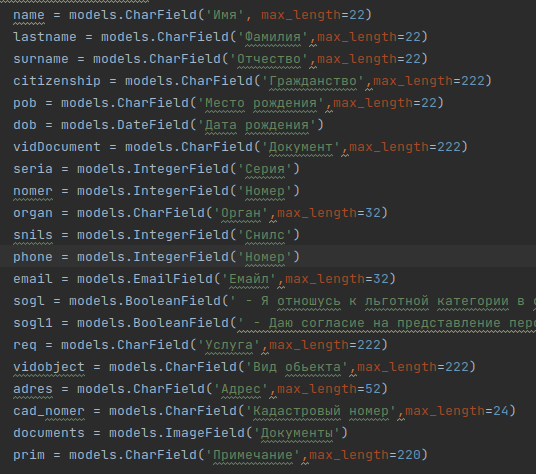 name = models.CharField('Имя', max_length=22)
lastname = models.CharField('Фамилия',max_length=22)
surname = models.CharField('Отчество',max_length=22)
citizenship = models.CharField('Гражданство',max_length=222)
pob = models.CharField('Место рождения',max_length=22)
dob = models.DateField('Дата рождения')
vidDocument = models.CharField('Документ',max_length=222)
seria = models.IntegerField('Серия')
nomer = models.IntegerField('Номер')
organ = models.CharField('Орган',max_length=32)
snils = models.IntegerField('Снилс')
phone = models.IntegerField('Номер')
email = models.EmailField('Емайл',max_length=32)
sogl = models.BooleanField(' - Я отношусь к льготной категории в
sogl1 = models.BooleanField(' - Даю согласие на представление
req = models.CharField('Услуга',max_length=222)
vidobject = models.CharField('Вид обьекта',max_length=222)
adres = models.CharField('Адрес',max_length=52)
cad_nomer = models.CharField('Кадастровый номер',max_length=24)
documents = models.ImageField('Документы')
prim = models.CharField('Примечание',max_length=220)